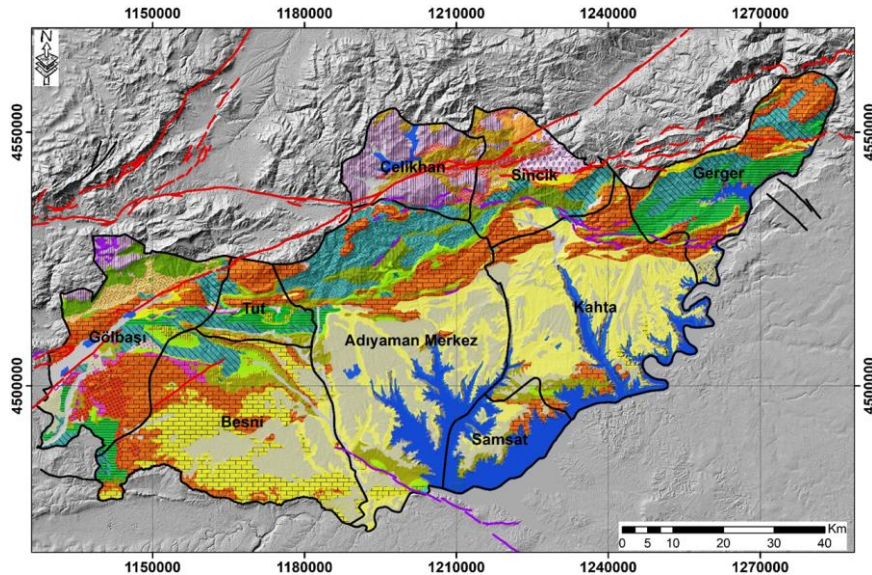 1150000 1180000 1210000 1240000 1270000
N
4550000 4550000
Çelikhan
Sincik
Gerger
Tut
Kahta
Gölbaşı
Adıyaman Merkez
4500000 4500000
Besni
Samsat
Km
0 5 10 20 30 40
1150000 1180000 1210000 1240000 1270000